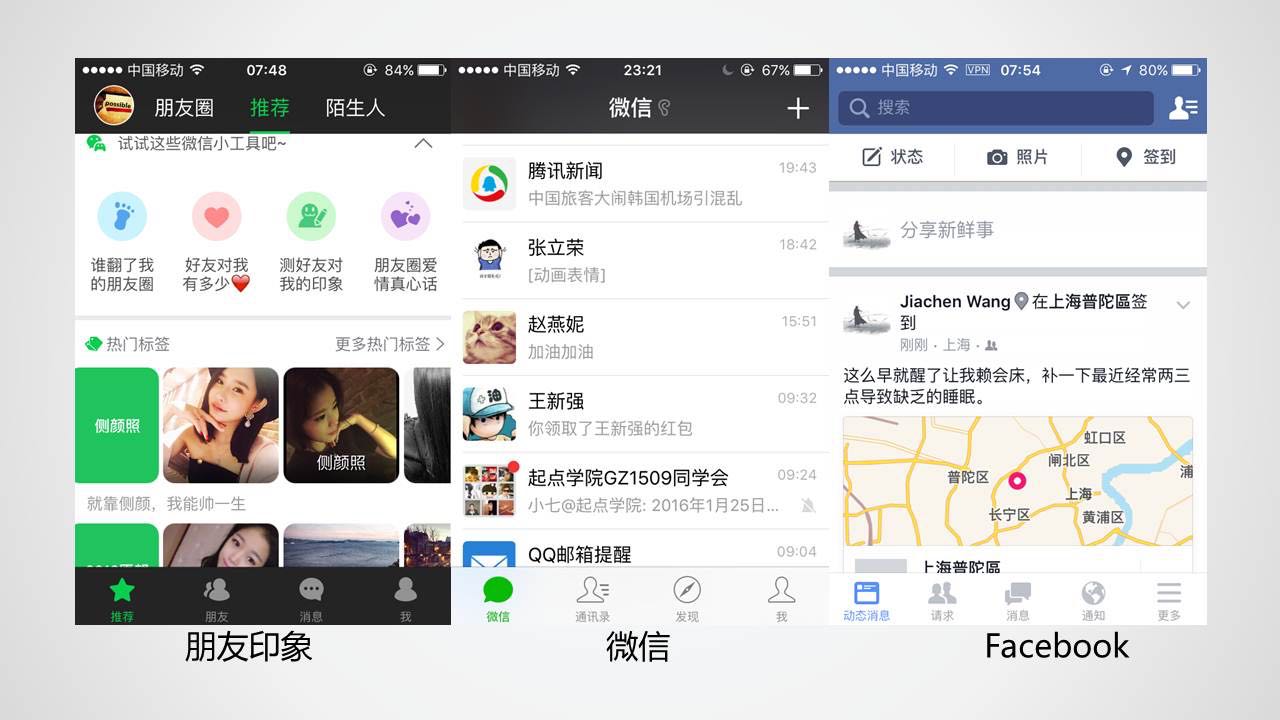 中国移动 07:48 84%
possible
朋友圈 推荐 陌生人
试试这些微信小工具吧~
谁翻了我的朋友圈
好友对我有多少❤️
测好友对我的印象
朋友圈爱情真心话
热门标签 更多热门标签
侧颜照
侧颜照
就靠侧颜，我能帅一生
推荐 朋友 消息 我
朋友印象
中国移动 23:21 67%
微信
腾讯新闻 19:43
中国旅客大闹韩国机场引混乱
张立荣 18:42
[动画表情]
赵燕妮 15:51
加油加油
油
王新强 09:32
你领取了王新强的红包
起点学院GZ1509同学会 09:24
小七@起点学院: 2016年1月25日...
QQ邮箱提醒 09:04
微信 通讯录 发现 我
微信
中国移动 VPN 07:54 80%
搜索
状态 照片 签到
分享新鲜事
Jiachen Wang在上海普陀區签
到
刚刚 · 上海 ·
这么早就醒了让我赖会床，补一下最近经常两三
点导致缺乏的睡眠。
虹口区
闸北区
普陀区
浦
上海
长宁区
黄浦区
上海普陀區
动态消息 请求 消息 通知 更多
Facebook